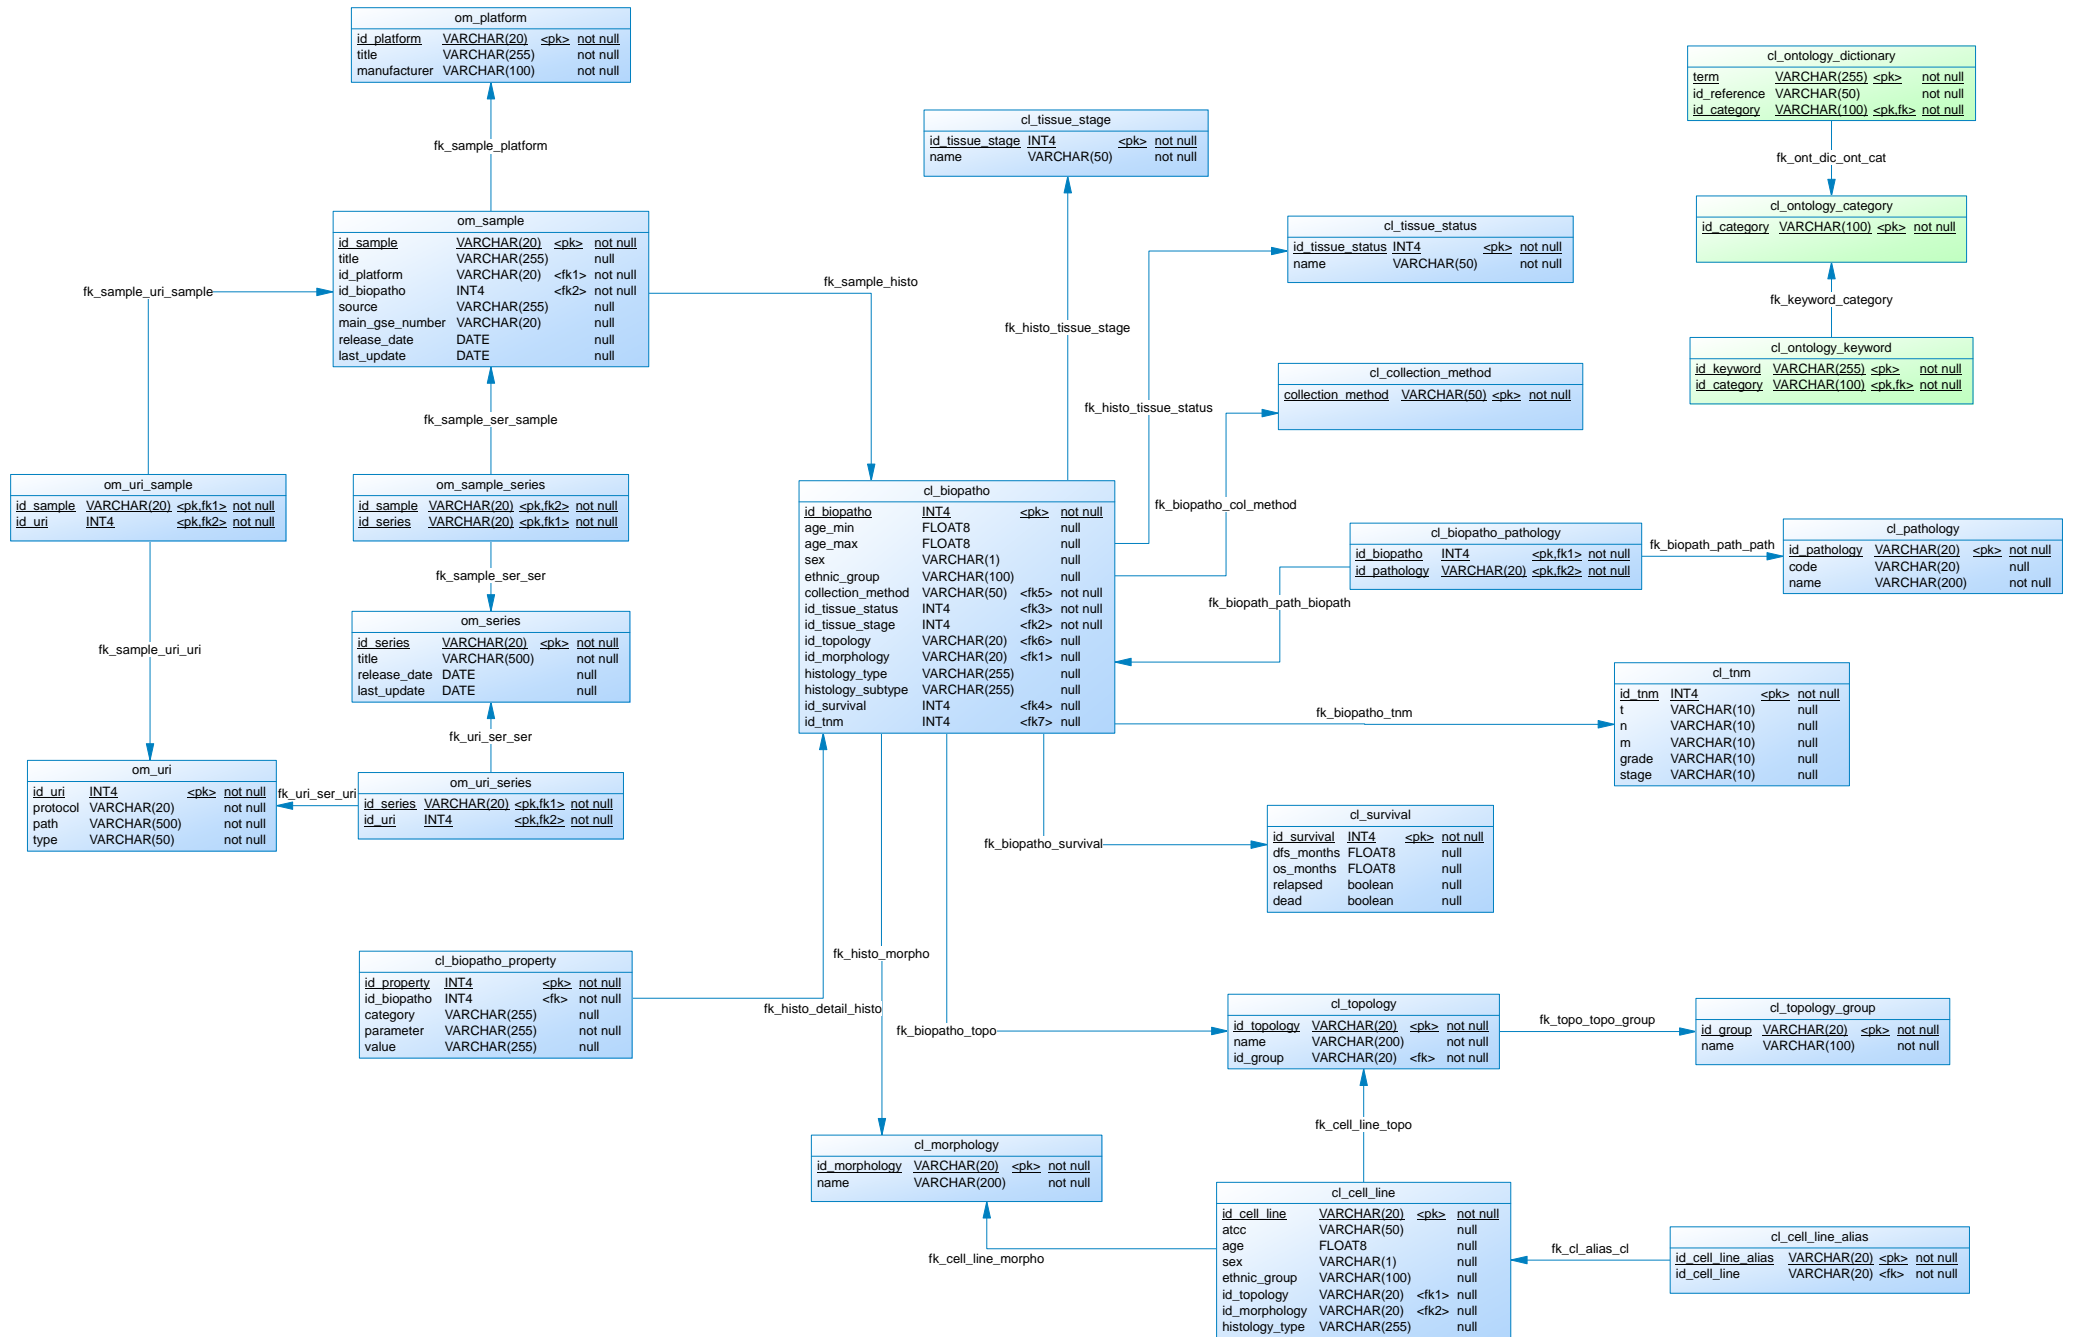 om_platform
id_platform VARCHAR(20) <pk> not null
title VARCHAR(255) not null
manufacturer VARCHAR(100) not null
fk_sample_platform
om_sample
id_sample VARCHAR(20) <pk> not null
title VARCHAR(255) null
id_platform VARCHAR(20) <fk1> not null
id_biopatho INT4 <fk2> not null
source VARCHAR(255) null
main_gse_number VARCHAR(20) null
release_date DATE null
last_update DATE null
fk_sample_uri_sample
fk_sample_histo
fk_sample_ser_sample
om_uri_sample
id_sample VARCHAR(20) <pk,fk1> not null
id_uri INT4 <pk,fk2> not null
om_sample_series
id_sample VARCHAR(20) <pk,fk2> not null
id_series VARCHAR(20) <pk,fk1> not null
fk_sample_ser_ser
om_series
id_series VARCHAR(20) <pk> not null
title VARCHAR(500) not null
release_date DATE null
last_update DATE null
fk_sample_uri_uri
fk_uri_ser_ser
om_uri
id_uri INT4 <pk> not null
protocol VARCHAR(20) not null
path VARCHAR(500) not null
type VARCHAR(50) not null
fk_uri_ser_uri
om_uri_series
id_series VARCHAR(20) <pk,fk1> not null
id_uri INT4 <pk,fk2> not null
cl_tissue_stage
id_tissue_stage INT4 <pk> not null
name VARCHAR(50) not null
fk_histo_tissue_stage
cl_tissue_status
id_tissue_status INT4 <pk> not null
name VARCHAR(50) not null
fk_histo_tissue_status
cl_collection_method
collection_method VARCHAR(50) <pk> not null
fk_biopatho_col_method
cl_ontology_dictionary
term VARCHAR(255) <pk> not null
id_reference VARCHAR(50) not null
id_category VARCHAR(100) <pk,fk> not null
fk_ont_dic_ont_cat
cl_ontology_category
id_category VARCHAR(100) <pk> not null
fk_keyword_category
cl_ontology_keyword
id_keyword VARCHAR(255) <pk> not null
id_category VARCHAR(100) <pk,fk> not null
cl_biopatho
id_biopatho INT4 <pk> not null
age_min FLOAT8 null
age_max FLOAT8 null
sex VARCHAR(1) null
ethnic_group VARCHAR(100) null
collection_method VARCHAR(50) <fk5> not null
id_tissue_status INT4 <fk3> not null
id_tissue_stage INT4 <fk2> not null
id_topology VARCHAR(20) <fk6> null
id_morphology VARCHAR(20) <fk1> null
histology_type VARCHAR(255) null
histology_subtype VARCHAR(255) null
id_survival INT4 <fk4> null
id_tnm INT4 <fk7> null
cl_biopatho_pathology
id_biopatho INT4 <pk,fk1> not null
id_pathology VARCHAR(20) <pk,fk2> not null
fk_biopath_path_path
fk_biopath_path_biopath
cl_pathology
id_pathology VARCHAR(20) <pk> not null
code VARCHAR(20) null
name VARCHAR(200) not null
fk_biopatho_tnm
cl_tnm
id_tnm INT4 <pk> not null
t VARCHAR(10) null
n VARCHAR(10) null
m VARCHAR(10) null
grade VARCHAR(10) null
stage VARCHAR(10) null
fk_biopatho_survival
cl_survival
id_survival INT4 <pk> not null
dfs_months FLOAT8 null
os_months FLOAT8 null
relapsed boolean null
dead boolean null
cl_biopatho_property
id_property INT4 <pk> not null
id_biopatho INT4 <fk> not null
category VARCHAR(255) null
parameter VARCHAR(255) not null
value VARCHAR(255) null
fk_histo_morpho
fk_histo_detail_histo
fk_biopatho_topo
cl_topology
id_topology VARCHAR(20) <pk> not null
name VARCHAR(200) not null
id_group VARCHAR(20) <fk> not null
fk_topo_topo_group
cl_topology_group
id_group VARCHAR(20) <pk> not null
name VARCHAR(100) not null
fk_cell_line_topo
cl_morphology
id_morphology VARCHAR(20) <pk> not null
name VARCHAR(200) not null
fk_cell_line_morpho
cl_cell_line
id_cell_line VARCHAR(20) <pk> not null
atcc VARCHAR(50) null
age FLOAT8 null
sex VARCHAR(1) null
ethnic_group VARCHAR(100) null
id_topology VARCHAR(20) <fk1> null
id_morphology VARCHAR(20) <fk2> null
histology_type VARCHAR(255) null
fk_cl_alias_cl
cl_cell_line_alias
id_cell_line_alias VARCHAR(20) <pk> not null
id_cell_line VARCHAR(20) <fk> not null